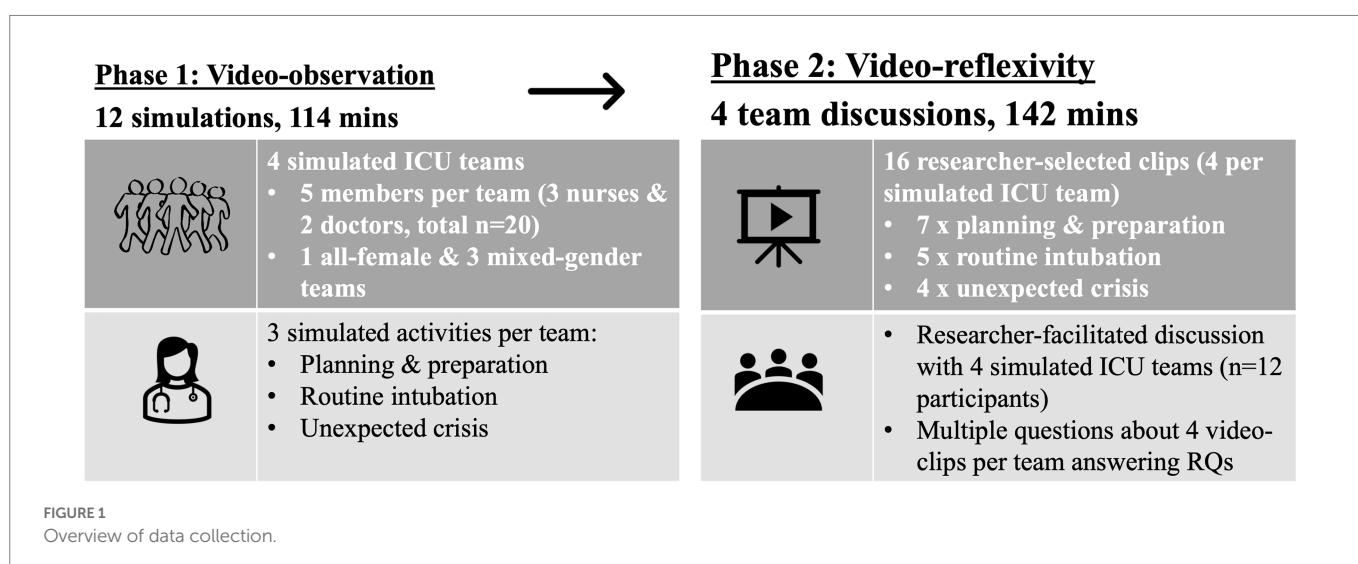 Phase 1: Video-observation
12 simulations, 114 mins
4 simulated ICU teams
• 5 members per team (3 nurses &
2 doctors, total n=20)
• 1 all-female & 3 mixed-gender
teams
3 simulated activities per team:
• Planning & preparation
• Routine intubation
• Unexpected crisis
Phase 2: Video-reflexivity
4 team discussions, 142 mins
16 researcher-selected clips (4 per
simulated ICU team)
• 7 x planning & preparation
• 5 x routine intubation
• 4 x unexpected crisis
• Researcher-facilitated discussion
with 4 simulated ICU teams (n=12
participants)
• Multiple questions about 4 video-
clips per team answering RQs
FIGURE 1
Overview of data collection.